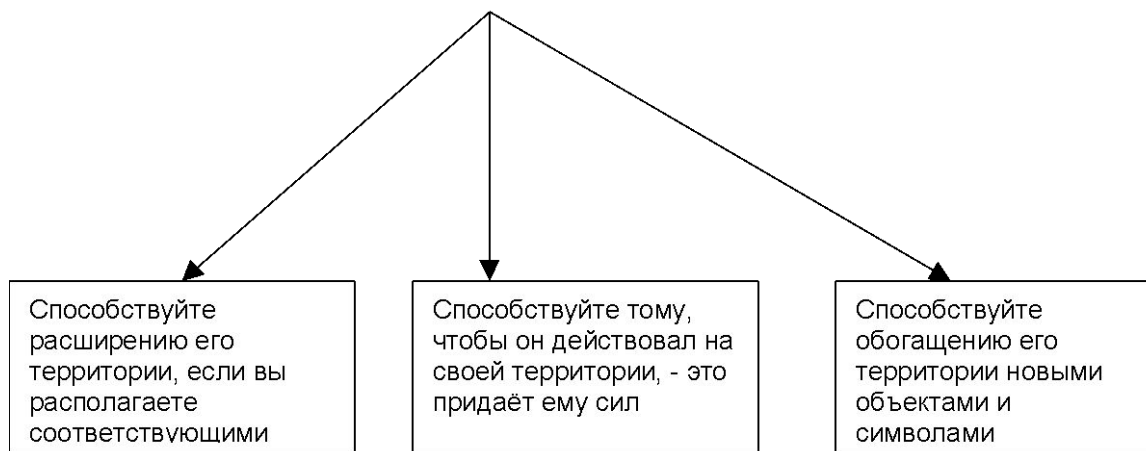 Способствуйте
расширению его
территории, если вы
располагаете
соответствующими
Способствуйте тому,
чтобы он действовал на
своей территории, - это
придаёт ему сил
Способствуйте
обогащению его
территории новыми
объектами и
символами